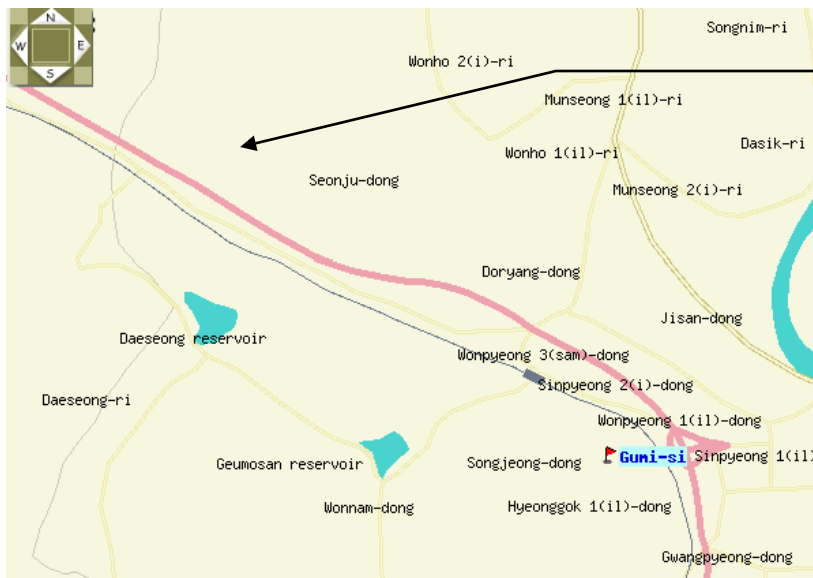 N
W E
S
Songnim-ri
Wonho 2(i)-ri
Munseong 1(il)-ri
Dasik-ri
Wonho 1(il)-ri
Seonju-dong
Munseong 2(i)-ri
Doryang-dong
Jisan-dong
Daeseong reservoir
Wonpyeong 3(sam)-dong
Sinpyeong 2(i)-dong
Daeseong-ri
Wonpyeong 1(il)-dong
Gumi-si
Sinpyeong 1(il)
Geumosan reservoir
Songjeong-dong
Wonnam-dong
Hyeonggok 1(il)-dong
Gwangpyeong-dong